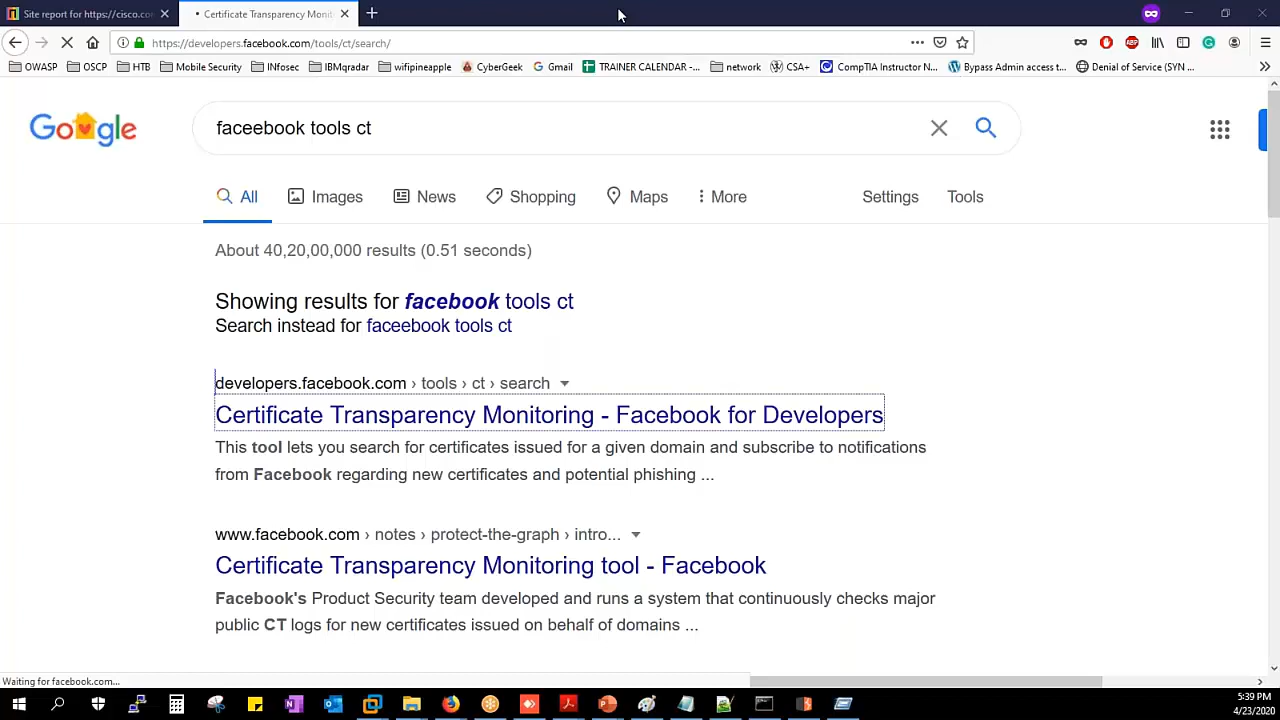 Site report for https://cisco.co
Certificate Transparency Monit
https://developers.facebook.com/tools/ct/search/
OWASP
OSCP
HTB
Mobile Security
INfosec
IBMqradar
wifipineapple
CyberGeek
Gmail
TRAINER CALENDAR -...
network
CSA+
CompTIA Instructor N...
Bypass Admin access t...
Denial of Service (SYN ...
Google
faceebook tools ct
All
Images
News
Shopping
Maps
More
Settings
Tools
About 40,20,00,000 results (0.51 seconds)
Showing results for facebook tools ct
Search instead for faceebook tools ct
developers.facebook.com › tools › ct › search
Certificate Transparency Monitoring - Facebook for Developers
This tool lets you search for certificates issued for a given domain and subscribe to notifications
from Facebook regarding new certificates and potential phishing ...
www.facebook.com › notes › protect-the-graph › intro...
Certificate Transparency Monitoring tool - Facebook
Facebook's Product Security team developed and runs a system that continuously checks major
public CT logs for new certificates issued on behalf of domains ...
Waiting for facebook.com...
5:39 PM
4/23/2020